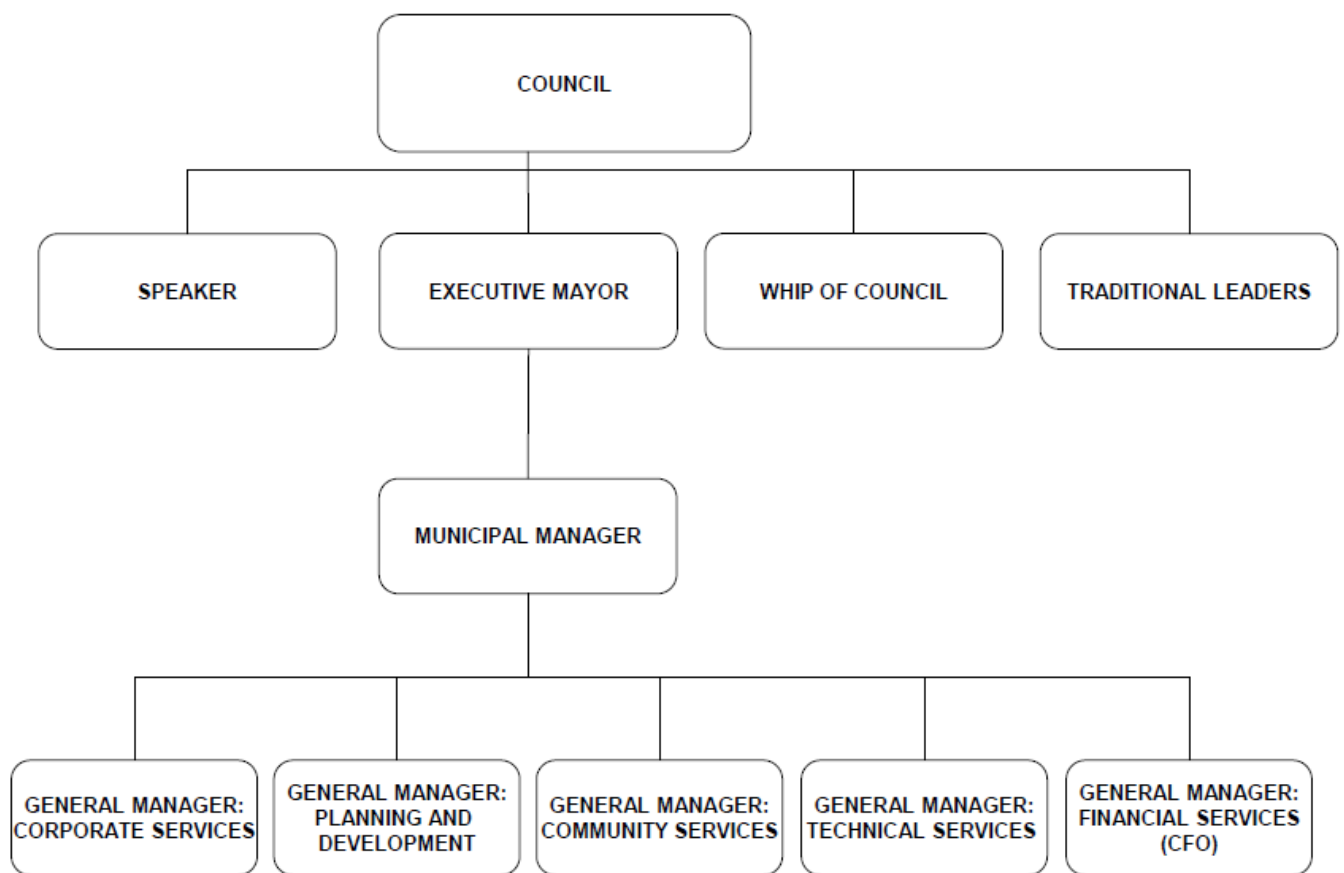 COUNCIL
SPEAKER
EXECUTIVE MAYOR
WHIP OF COUNCIL
TRADITIONAL LEADERS
MUNICIPAL MANAGER
GENERAL MANAGER:
CORPORATE SERVICES
GENERAL MANAGER:
PLANNING AND
DEVELOPMENT
GENERAL MANAGER:
COMMUNITY SERVICES
GENERAL MANAGER:
TECHNICAL SERVICES
GENERAL MANAGER:
FINANCIAL SERVICES
(CFO)